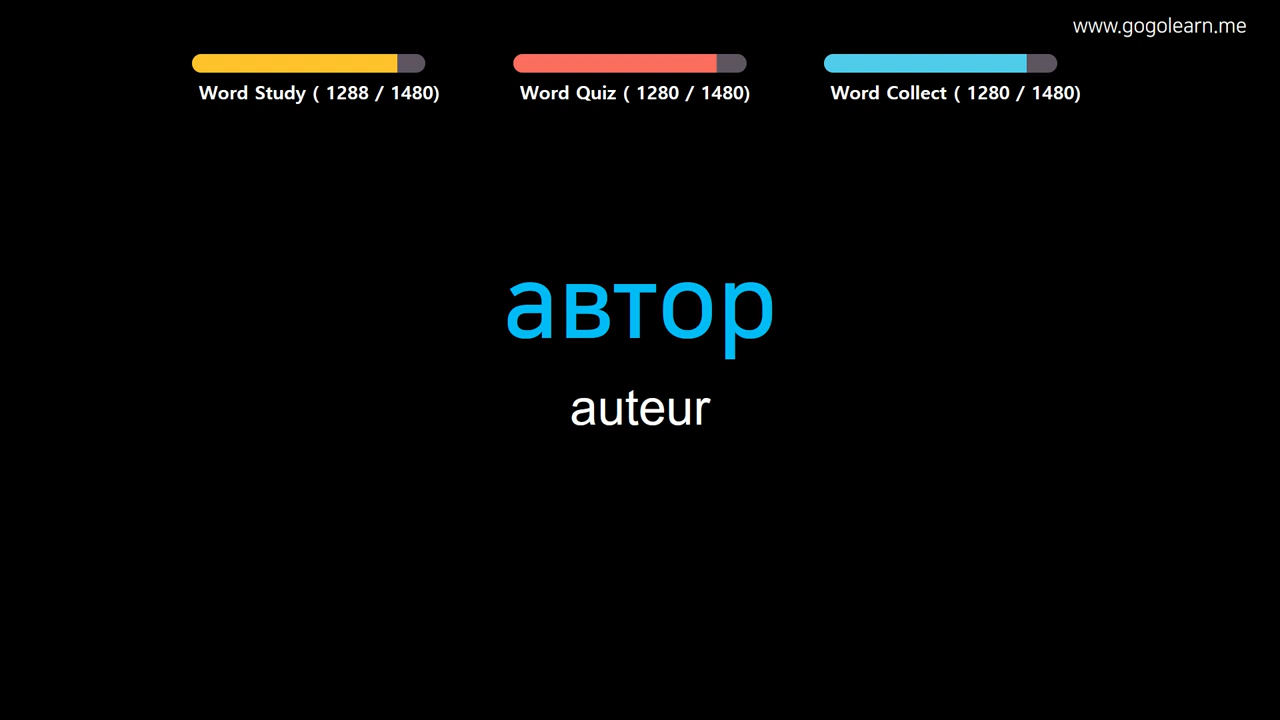 www.gogolearn.me
Word Study ( 1288 / 1480)
Word Quiz ( 1280 / 1480)
Word Collect ( 1280 / 1480)
автор
auteur